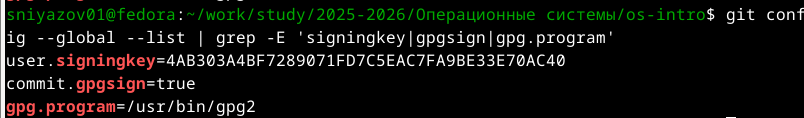 sniyazov01@fedora:~/work/study/2025-2026/Операционные системы/os-intro$ git conf
ig --global --list | grep -E 'signingkey|gpgsign|gpg.program'
user.signingkey=4AB303A4BF7289071FD7C5EAC7FA9BE33E70AC40
commit.gpgsign=true
gpg.program=/usr/bin/gpg2